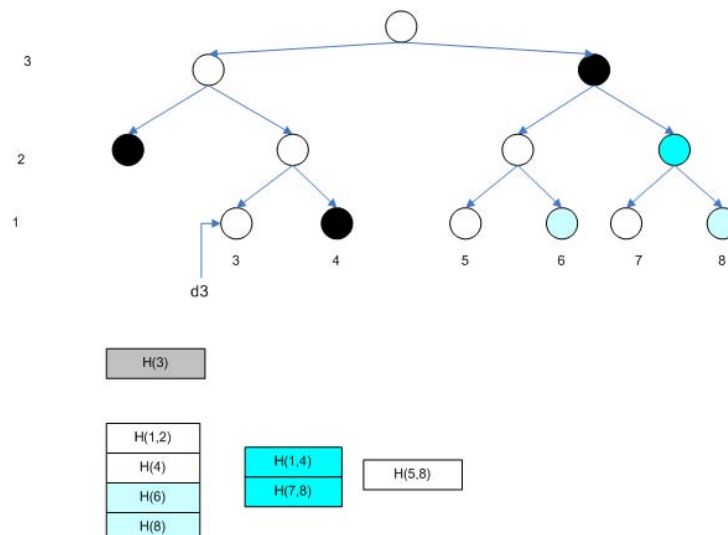 3
2
1
3 4 5 6 7 8
d3
H(3)
H(1,2)
H(4)
H(6)
H(8)
H(1,4)
H(7,8)
H(5,8)